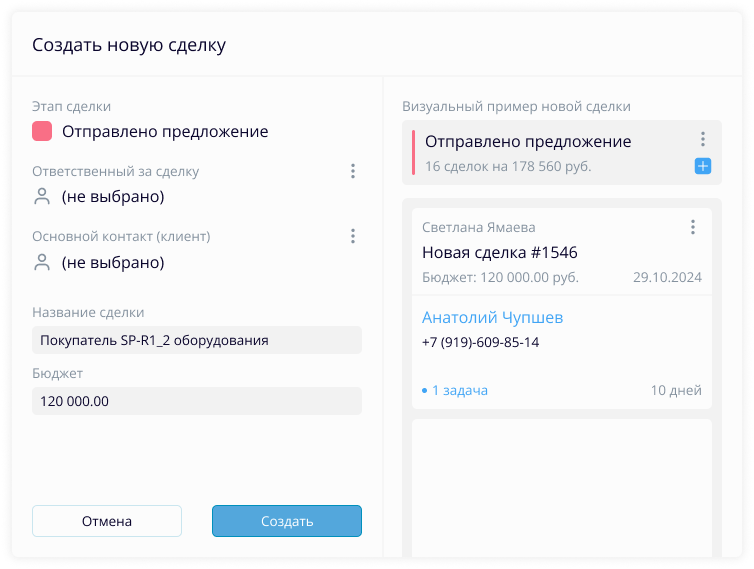 Создать новую сделку
Этап сделки
Отправлено предложение
Ответственный за сделку
(не выбрано)
Основной контакт (клиент)
(не выбрано)
Название сделки
Покупатель SP-R1_2 оборудования
Бюджет
120 000.00
Отмена
Создать
Визуальный пример новой сделки
Отправлено предложение
16 сделок на 178 560 руб.
Светлана Ямаева
Новая сделка #1546
Бюджет: 120 000.00 руб. 29.10.2024
Анатолий Чупшев
+7 (919)-609-85-14
1 задача 10 дней